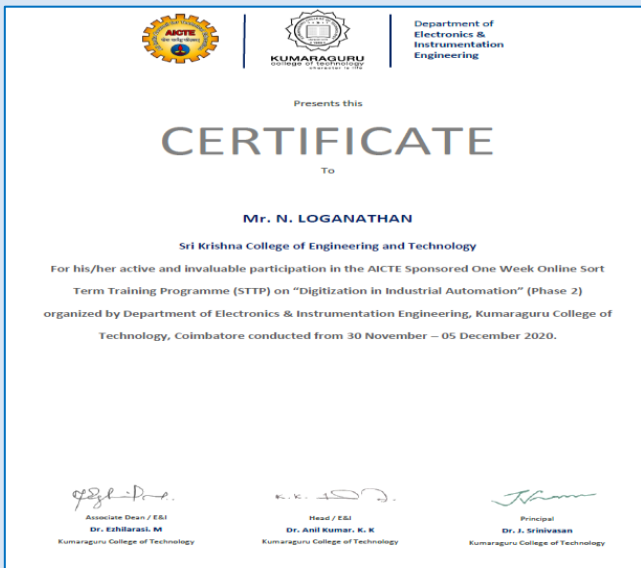 AICTE
KUMARAGURU
college of technology
character is life
Department of
Electronics &
Instrumentation
Engineering
Presents this
CERTIFICATE
To
Mr. N. LOGANATHAN
Sri Krishna College of Engineering and Technology
For his/her active and invaluable participation in the AICTE Sponsored One Week Online Sort
Term Training Programme (STTP) on “Digitization in Industrial Automation” (Phase 2)
organized by Department of Electronics & Instrumentation Engineering, Kumaraguru College of
Technology, Coimbatore conducted from 30 November – 05 December 2020.
K.K.
Associate Dean / E&I
Dr. Ezhilarasi. M
Kumaraguru College of Technology
Head / E&I
Dr. Anil Kumar. K. K
Kumaraguru College of Technology
Principal
Dr. J. Srinivasan
Kumaraguru College of Technology